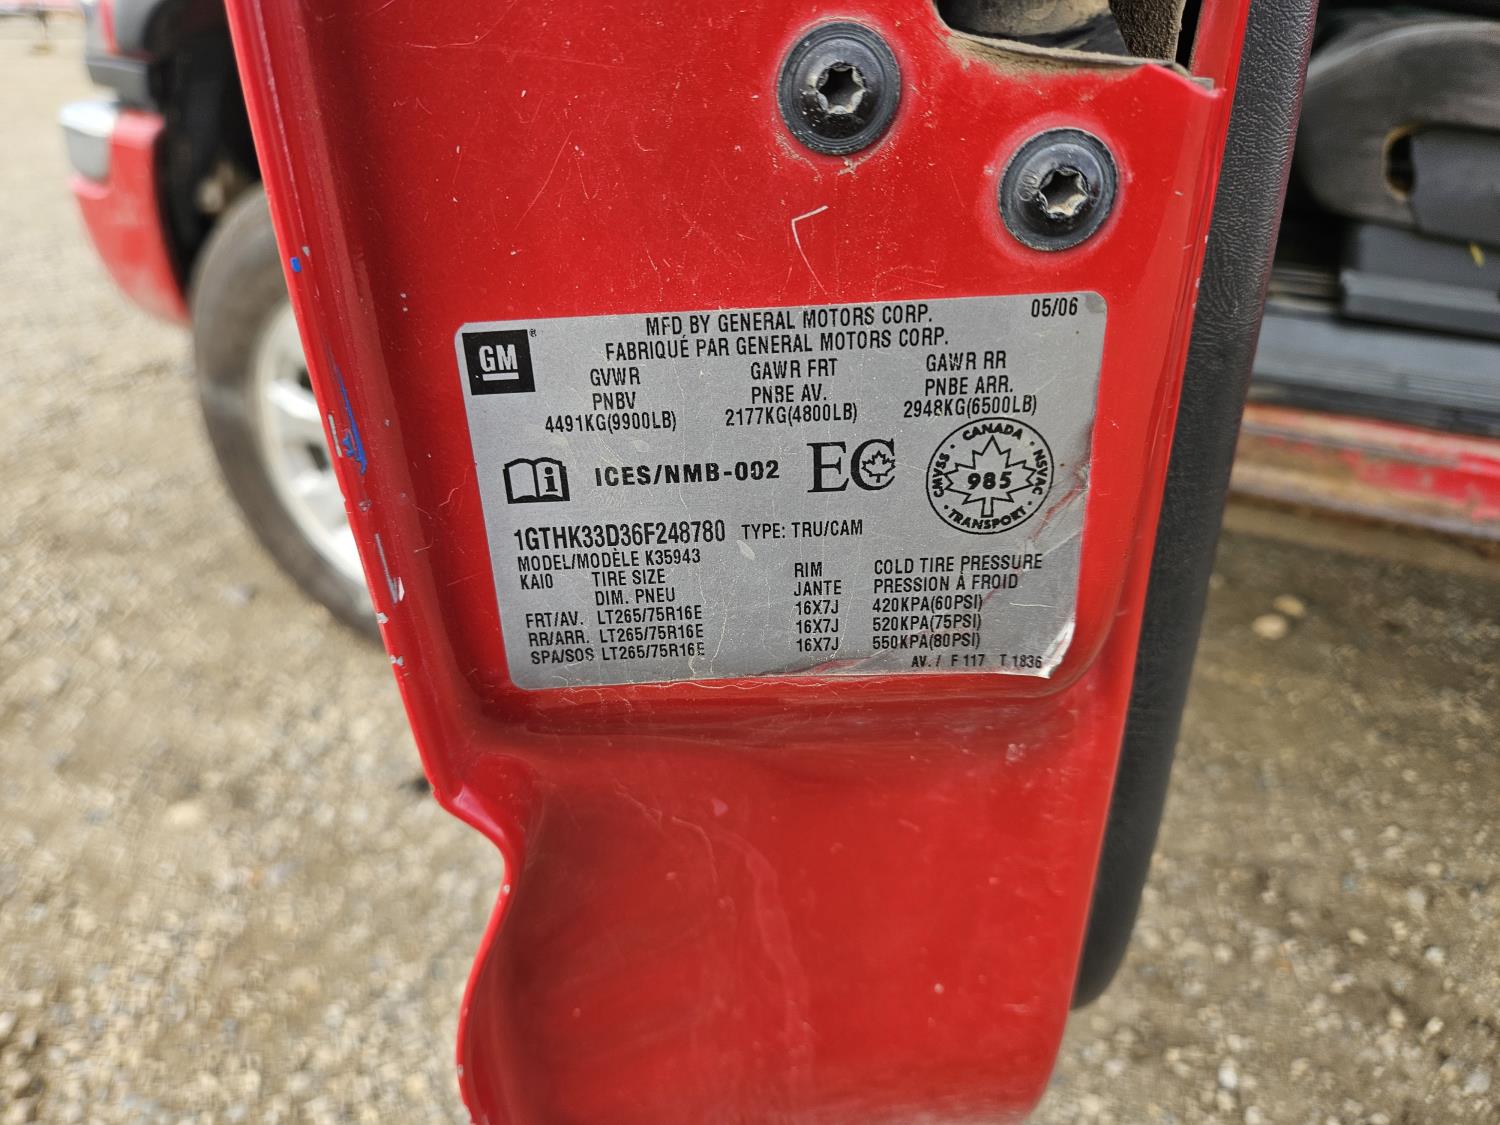 MFD BY GENERAL MOTORS CORP. 05/06
FABRIQUÉ PAR GENERAL MOTORS CORP.
GM®
GVWR GAWR FRT GAWR RR
PNBV PNBE AV. PNBE ARR.
4491KG(9900LB) 2177KG(4800LB) 2948KG(6500LB)
i ICES/NMB-002 EC
CANADA
CMVSS · NSVAC
985
· TRANSPORT ·
1GTHK33D36F248780 TYPE: TRU/CAM
MODEL/MODÈLE K35943
KAI0 TIRE SIZE RIM COLD TIRE PRESSURE
DIM. PNEU JANTE PRESSION À FROID
FRT/AV. LT265/75R16E 16X7J 420KPA(60PSI)
RR/ARR. LT265/75R16E 16X7J 520KPA(75PSI)
SPA/SOS LT265/75R16E 16X7J 550KPA(80PSI)
AV. / F 117 T 1836